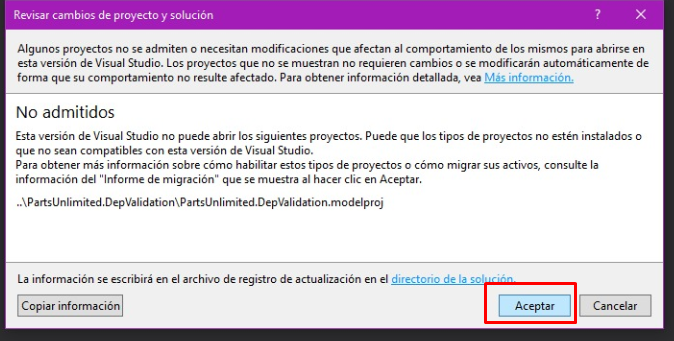 Revisar cambios de proyecto y solución
Algunos proyectos no se admiten o necesitan modificaciones que afectan al comportamiento de los mismos para abrirse en
esta versión de Visual Studio. Los proyectos que no se muestran no requieren cambios o se modificarán automáticamente de
forma que su comportamiento no resulte afectado. Para obtener información detallada, vea Más información.
No admitidos
Esta versión de Visual Studio no puede abrir los siguientes proyectos. Puede que los tipos de proyectos no estén instalados o
que no sean compatibles con esta versión de Visual Studio.
Para obtener más información sobre cómo habilitar estos tipos de proyectos o cómo migrar sus activos, consulte la
información del "Informe de migración" que se muestra al hacer clic en Aceptar.
..\PartsUnlimited.DepValidation\PartsUnlimited.DepValidation.modelproj
La información se escribirá en el archivo de registro de actualización en el directorio de la solución.
Copiar información
Aceptar
Cancelar